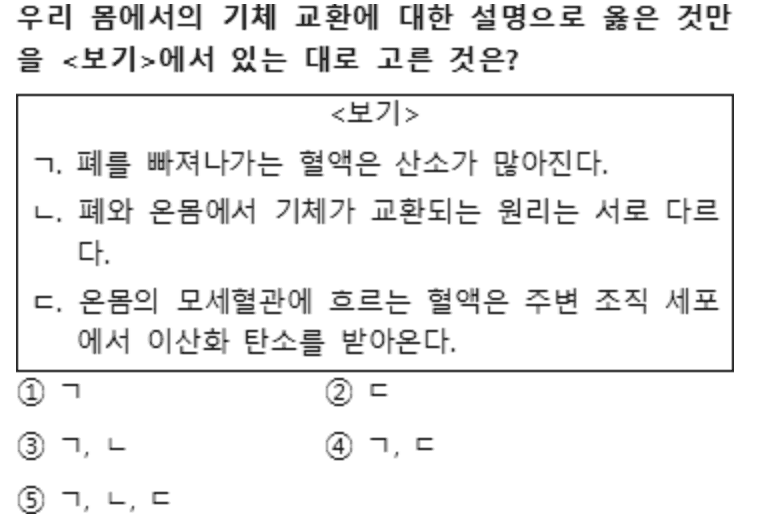 우리 몸에서의 기체 교환에 대한 설명으로 옳은 것만
을 <보기>에서 있는 대로 고른 것은?
<보기>
ㄱ. 폐를 빠져나가는 혈액은 산소가 많아진다.
ㄴ. 폐와 온몸에서 기체가 교환되는 원리는 서로 다르
다.
ㄷ. 온몸의 모세혈관에 흐르는 혈액은 주변 조직 세포
에서 이산화 탄소를 받아온다.
① ㄱ ② ㄷ
③ ㄱ, ㄴ ④ ㄱ, ㄷ
⑤ ㄱ, ㄴ, ㄷ